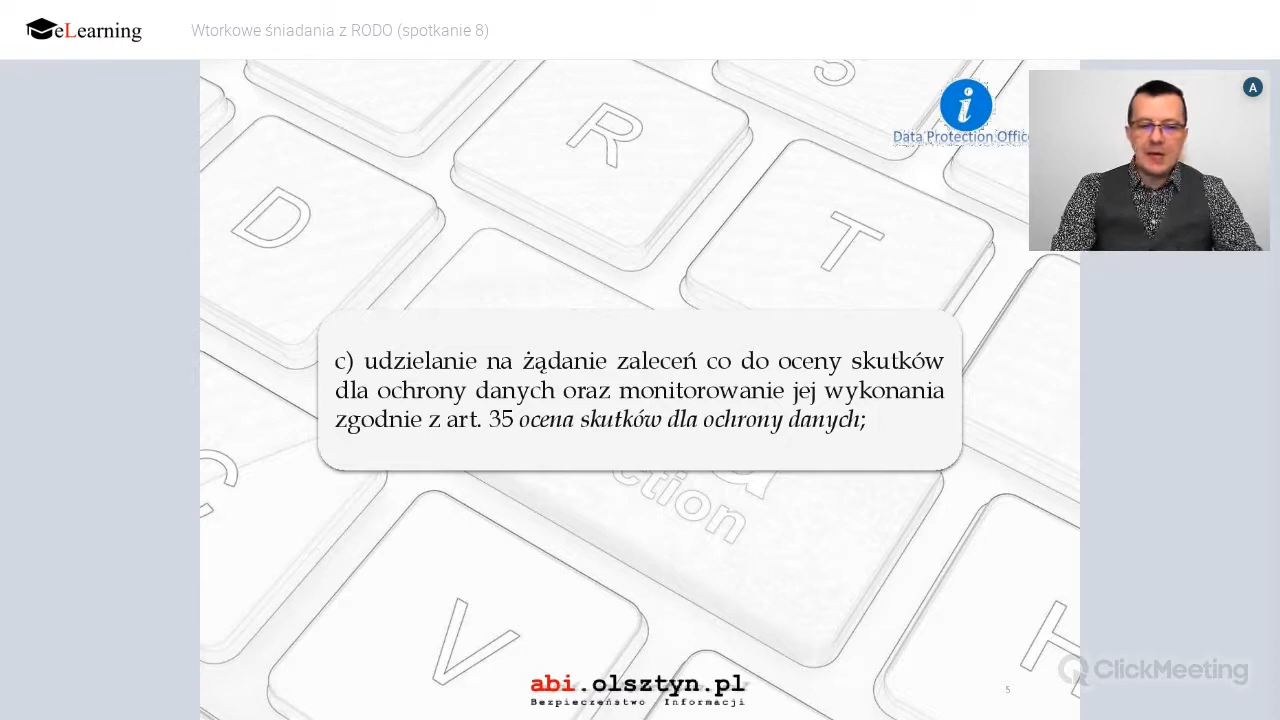 eLearning
Wtorkowe śniadania z RODO (spotkanie 8)
S
R
Data Protection Office
A
D
T
c) udzielanie na żądanie zaleceń co do oceny skutków
dla ochrony danych oraz monitorowanie jej wykonania
zgodnie z art. 35 ocena skutków dla ochrony danych;
ction
V
H
ClickMeeting
abi.olsztyn.pl
Bezpieczeństwo Informacji
5